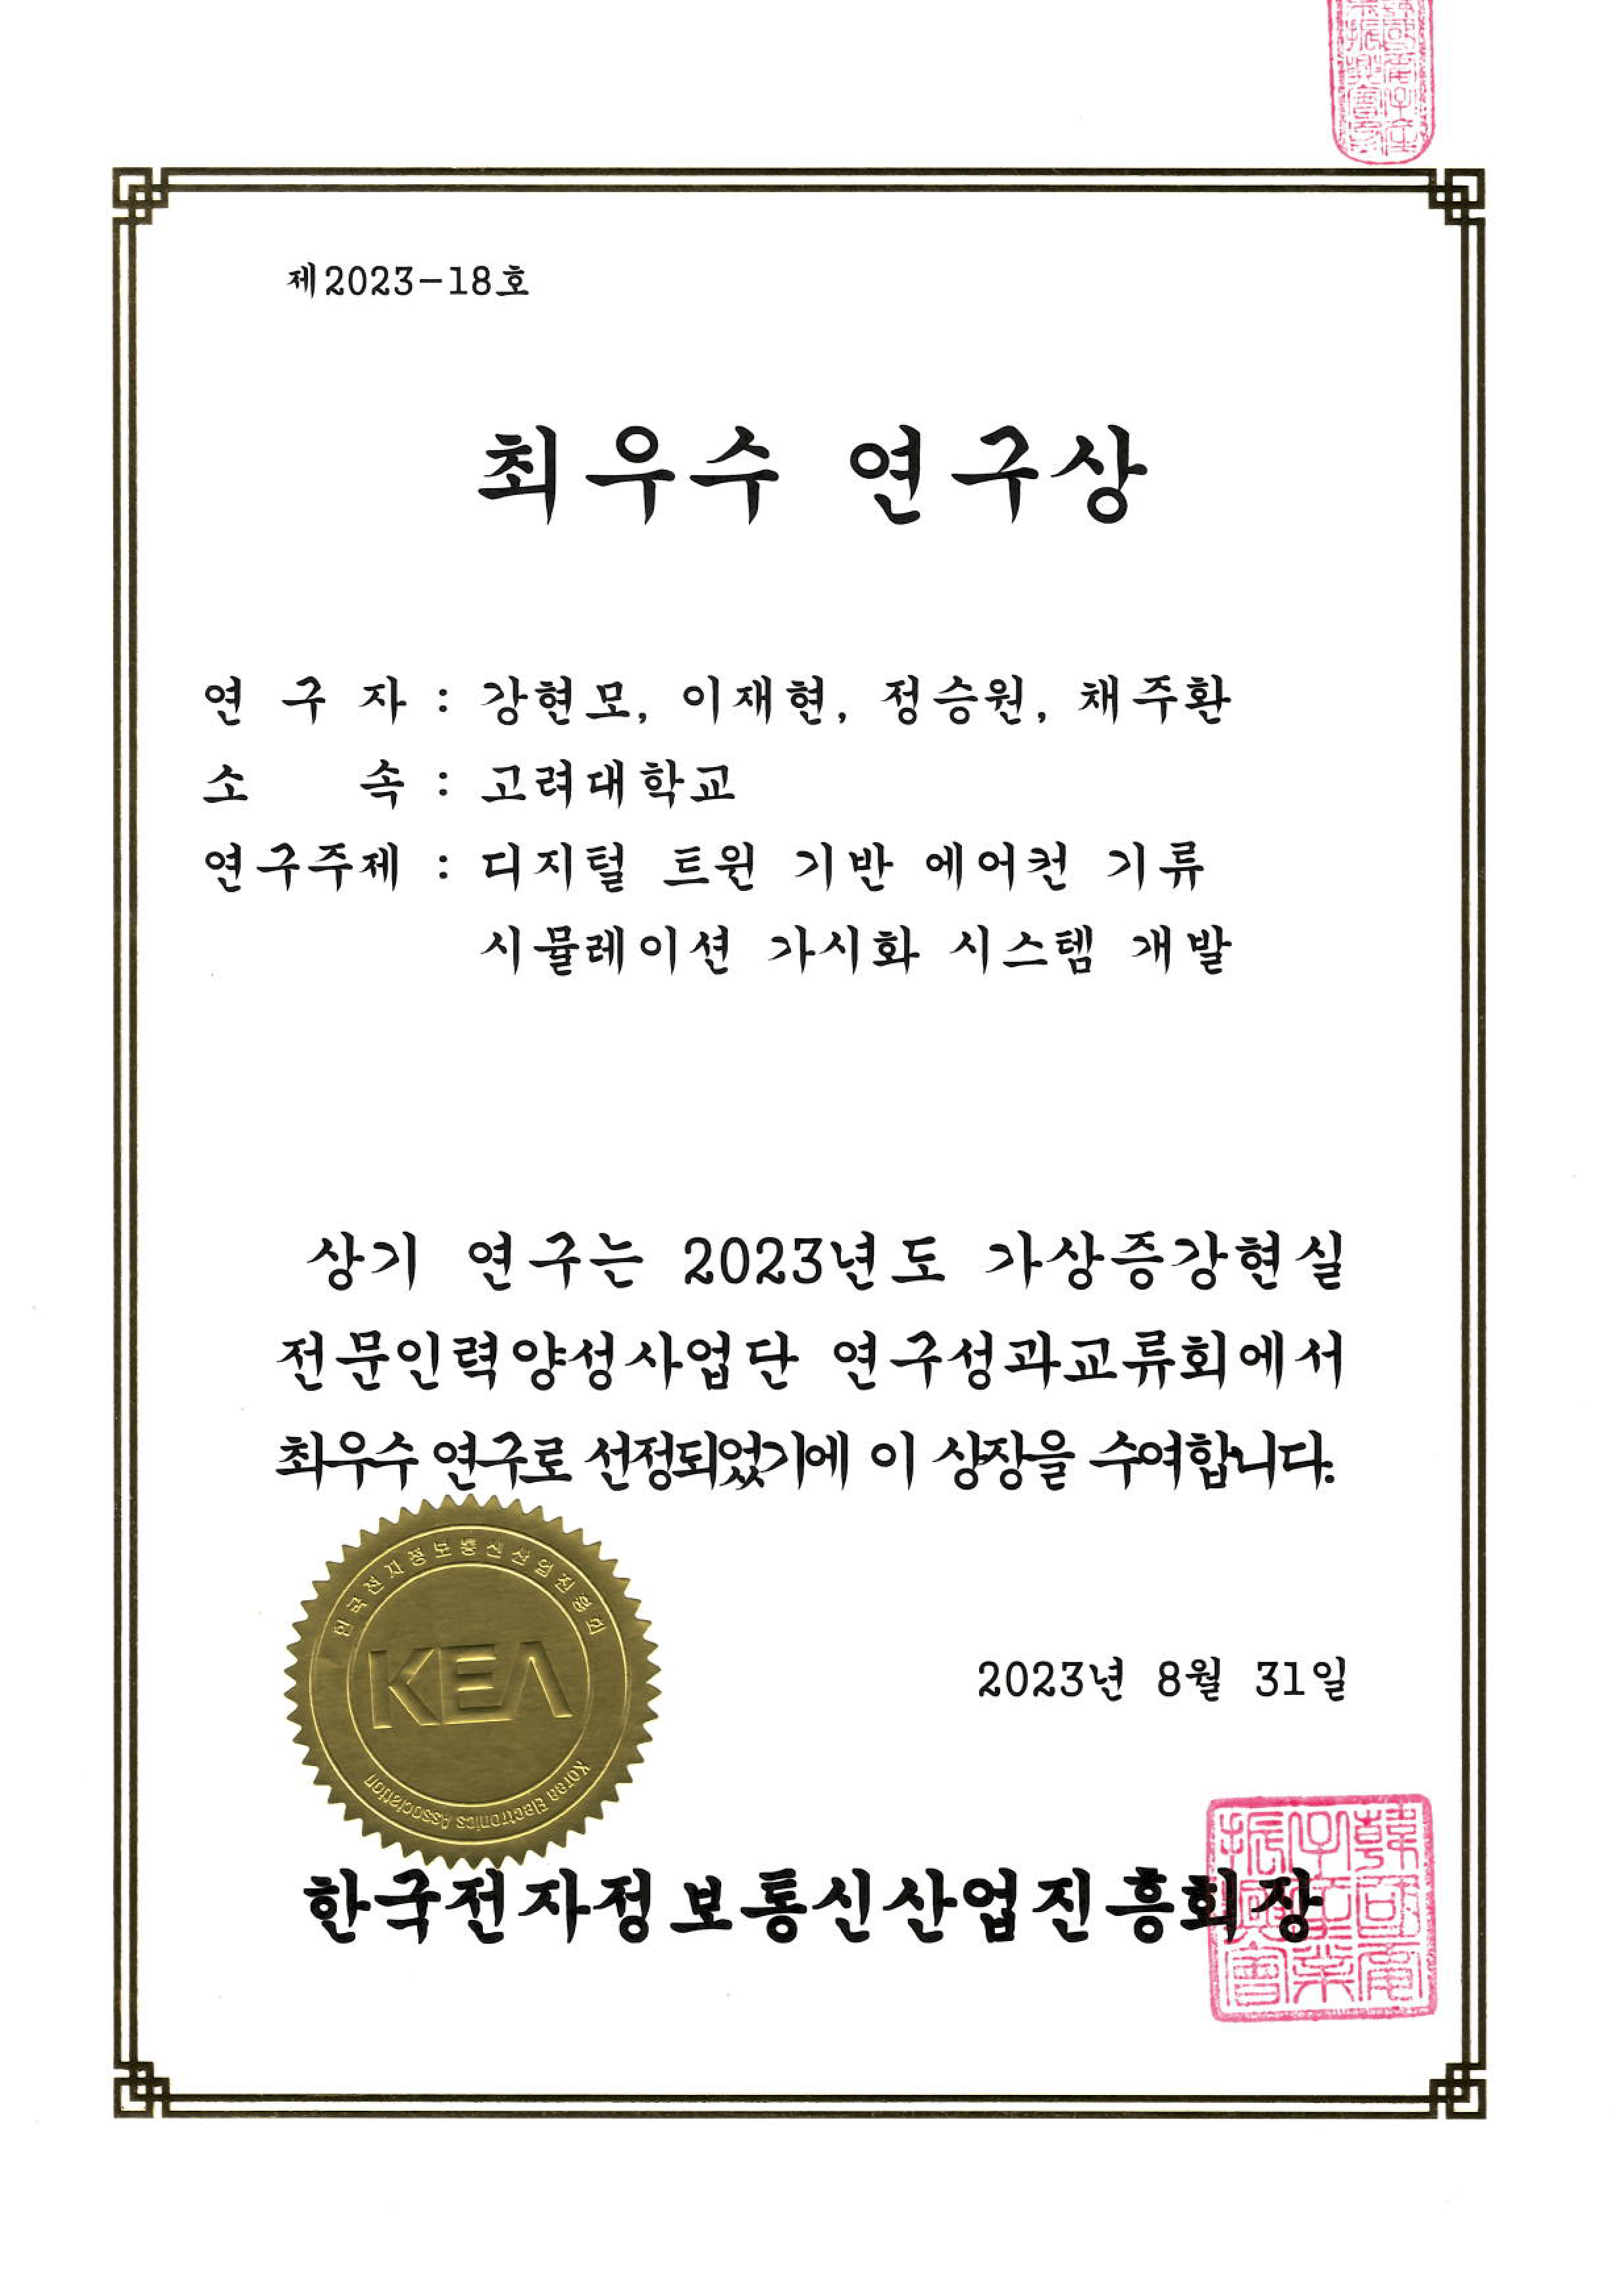 제2023-18호
최우수 연구상
연구자 : 강현모, 이재현, 정승원, 채주환
소속 : 고려대학교
연구주제 : 디지털 트윈 기반 에어컨 기류
시뮬레이션 가시화 시스템 개발
상기 연구는 2023년도 가상증강현실
전문인력양성사업단 연구성과교류회에서
최우수 연구로 선정되었기에 이 상장을 수여합니다.
한국전자정보통신산업진흥회
KEA
Korea Electronics Association
2023년 8월 31일
한국전자정보통신산업진흥회장